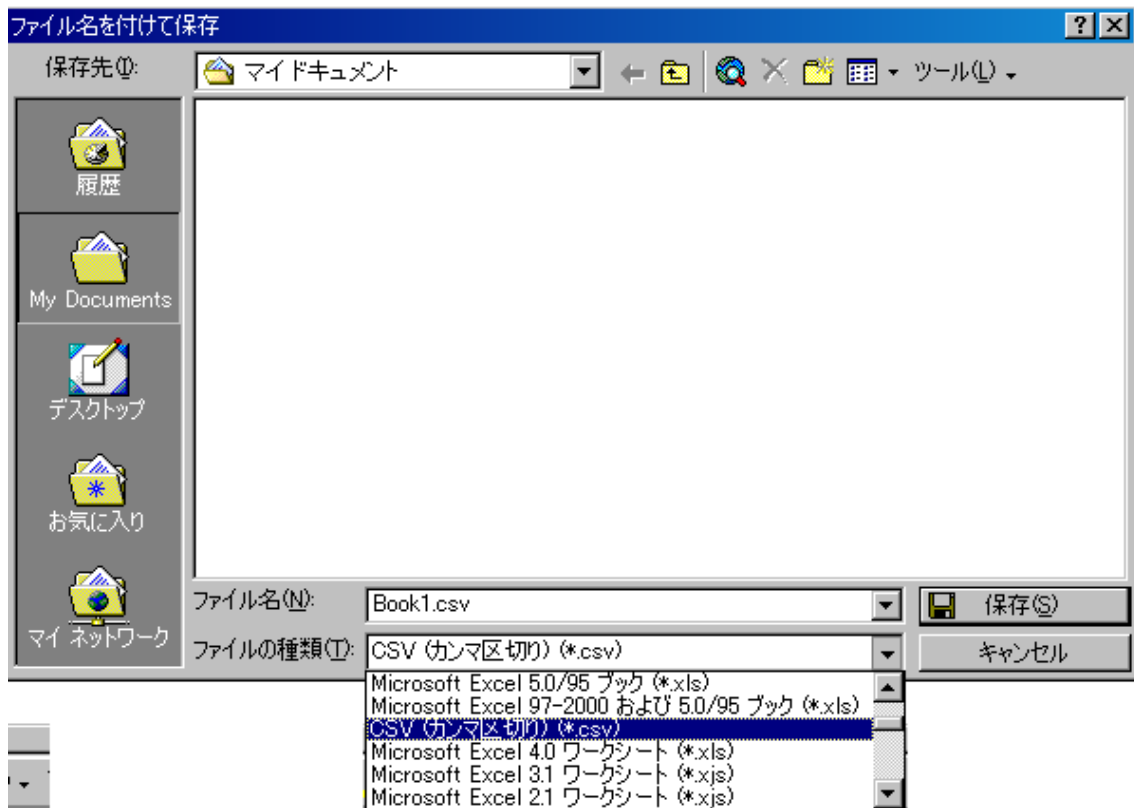 ファイル名を付けて保存
保存先(I):
マイ ドキュメント
ツール(L)
履歴
My Documents
デスクトップ
お気に入り
マイ ネットワーク
ファイル名(N):
Book1.csv
保存(S)
ファイルの種類(T):
CSV (カンマ区切り) (*.csv)
キャンセル
Microsoft Excel 5.0/95 ブック (*.xls)
Microsoft Excel 97-2000 および 5.0/95 ブック (*.xls)
CSV (カンマ区切り) (*.csv)
Microsoft Excel 4.0 ワークシート (*.xls)
Microsoft Excel 3.1 ワークシート (*.xjs)
Microsoft Excel 2.1 ワークシート (*.xjs)